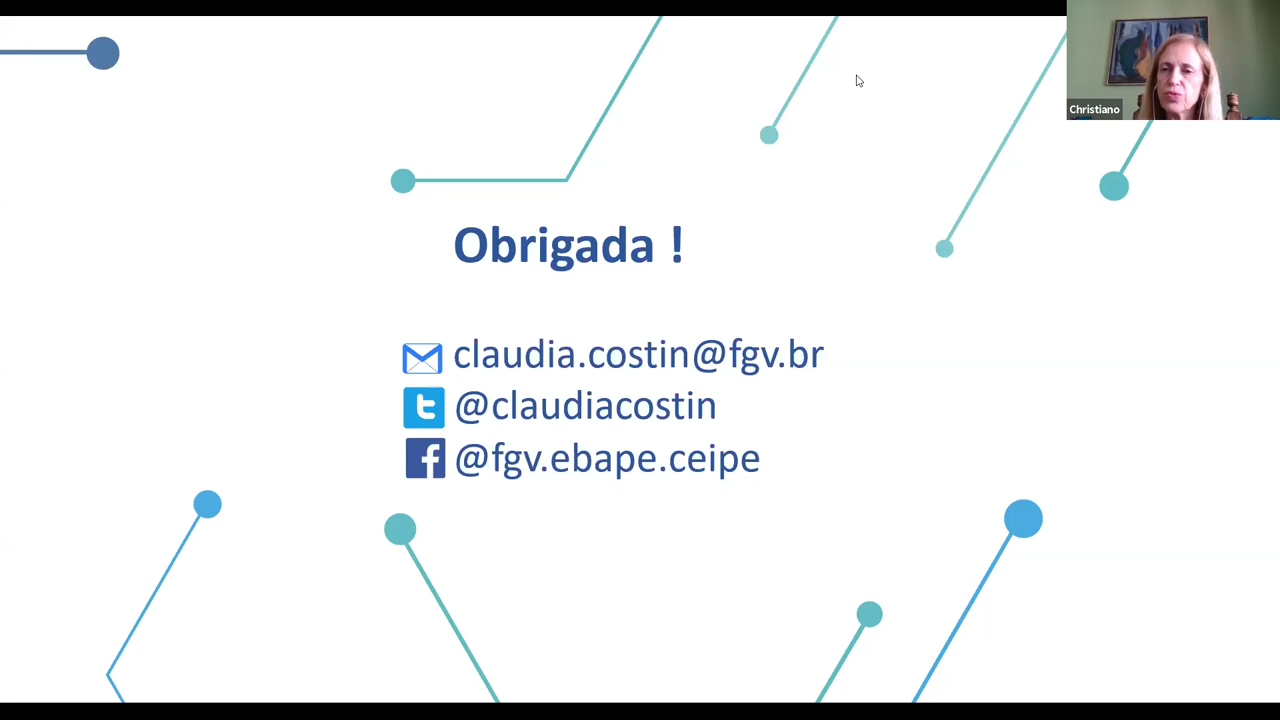 Christiano
Obrigada !
claudia.costin@fgv.br
@claudiacostin
@fgv.ebape.ceipe